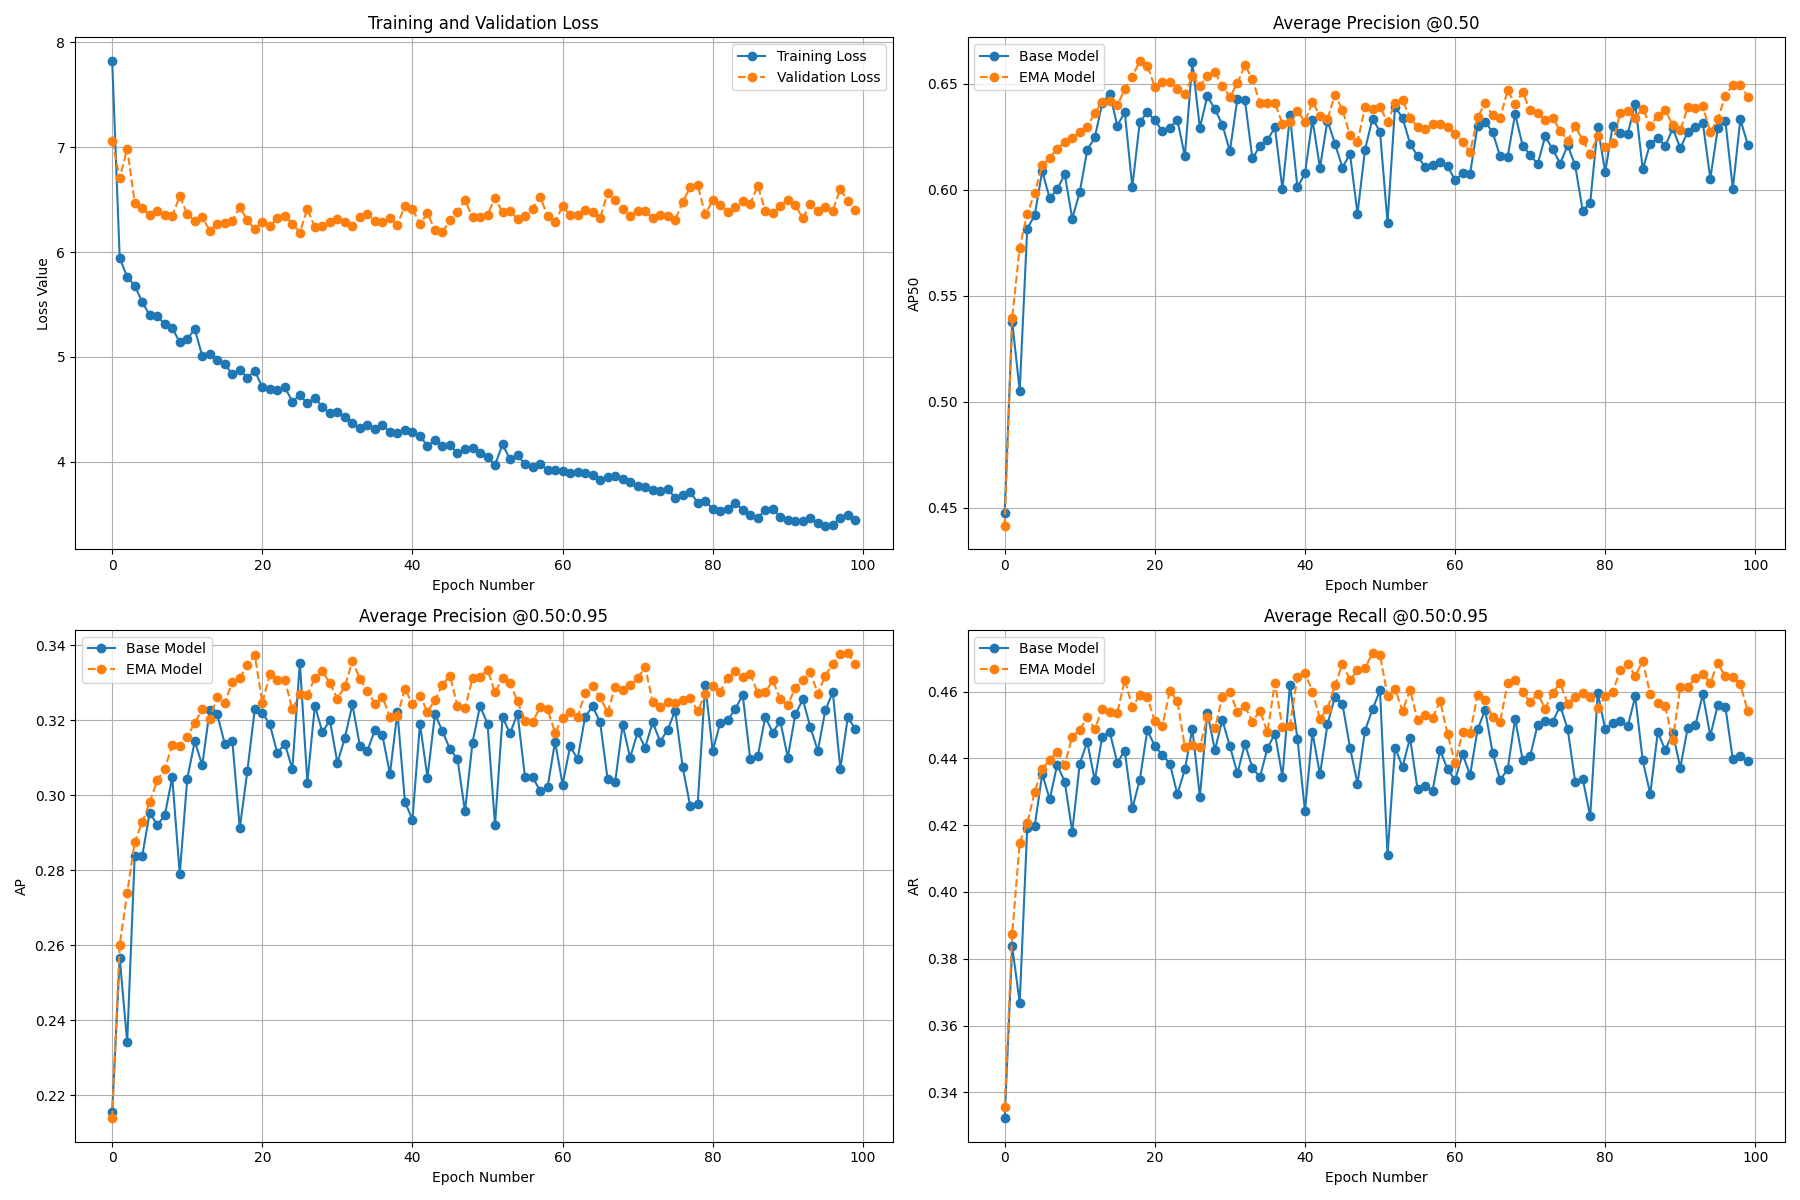 Training and Validation Loss
Training Loss
Validation Loss
8
7
6
5
4
Loss Value
0 20 40 60 80 100
Epoch Number
Average Precision @0.50
Base Model
EMA Model
0.65
0.60
0.55
0.50
0.45
AP50
0 20 40 60 80 100
Epoch Number
Average Precision @0.50:0.95
Base Model
EMA Model
0.34
0.32
0.30
0.28
0.26
0.24
0.22
AP
0 20 40 60 80 100
Epoch Number
Average Recall @0.50:0.95
Base Model
EMA Model
0.46
0.44
0.42
0.40
0.38
0.36
0.34
AR
0 20 40 60 80 100
Epoch Number